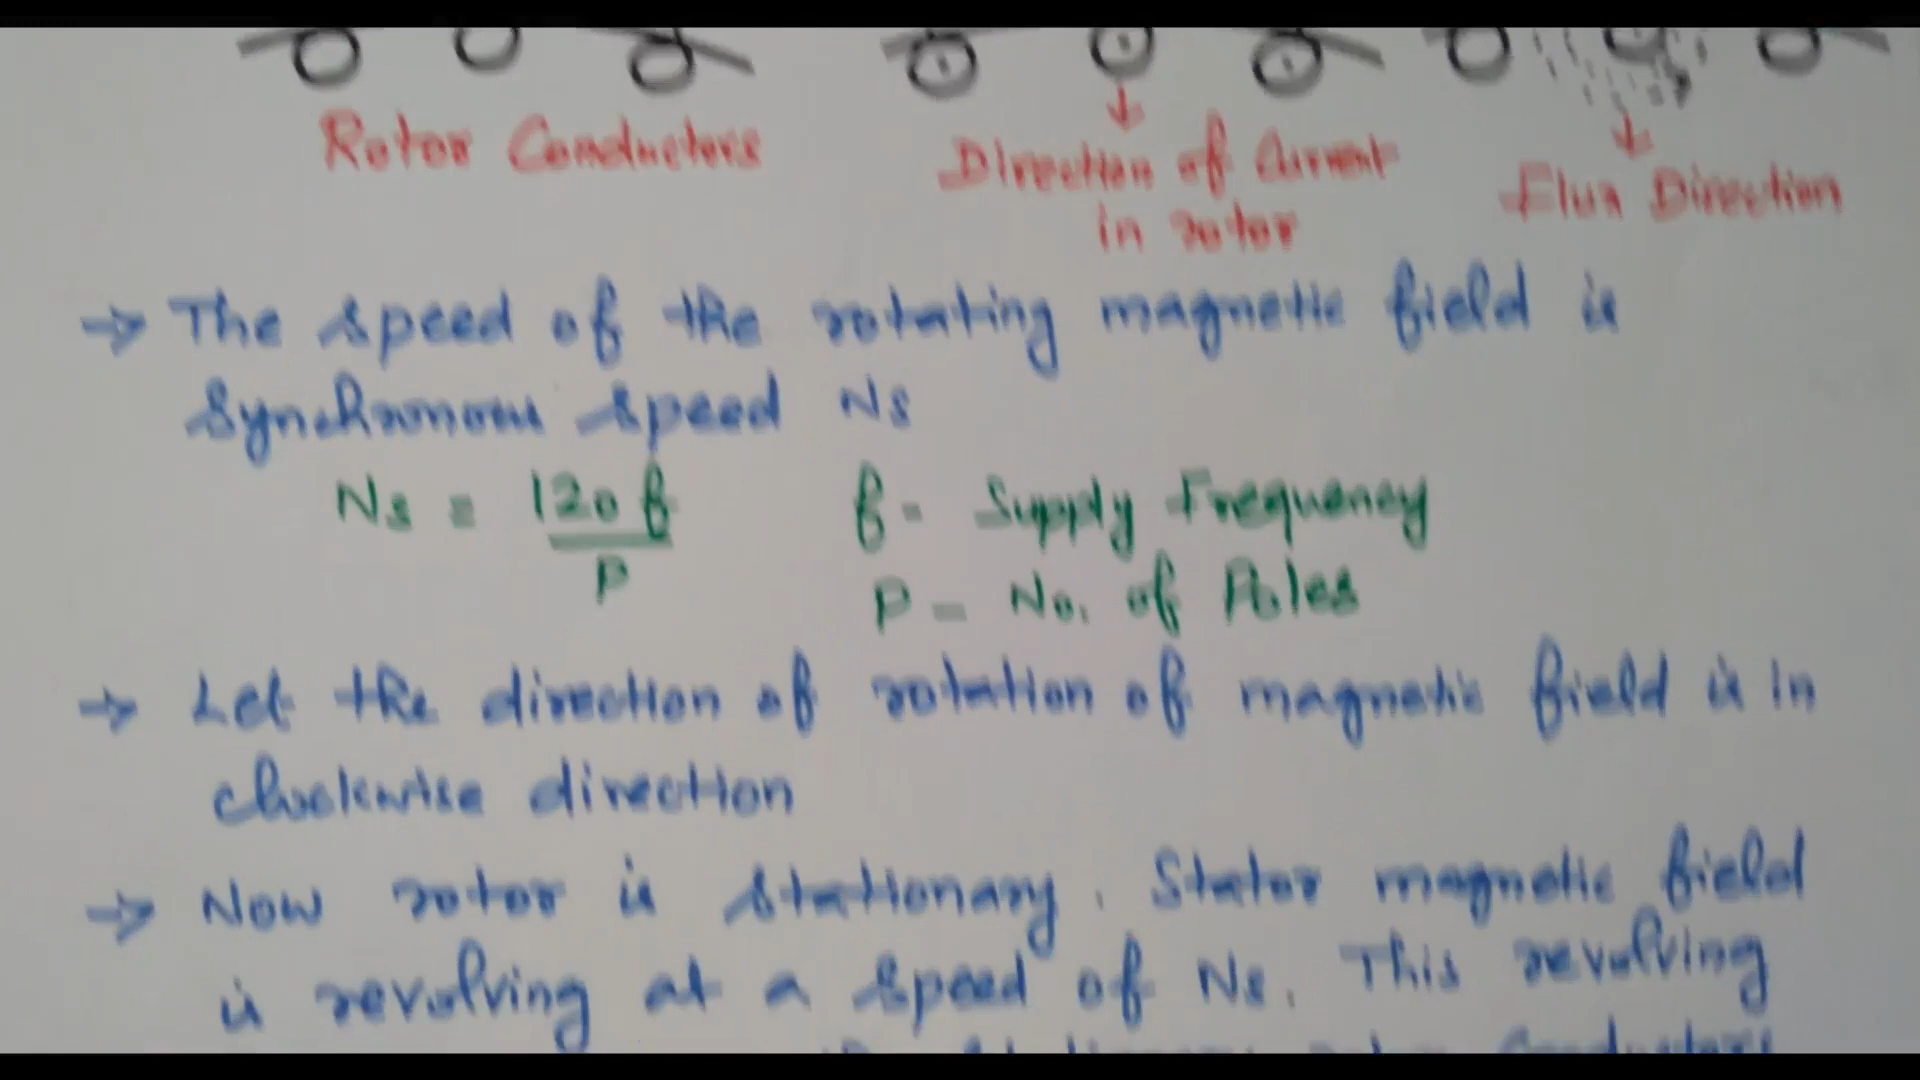 Rotor Conductors
Direction of Current
in rotor
Flux Direction
→ The speed of the rotating magnetic field is
Synchronous speed Ns
Ns = 120 f
P
f - Supply Frequency
P - No. of Poles
→ Let the direction of rotation of magnetic field is in
clockwise direction
→ Now rotor is stationary. Stator magnetic field
is revolving at a speed of Ns. This revolving